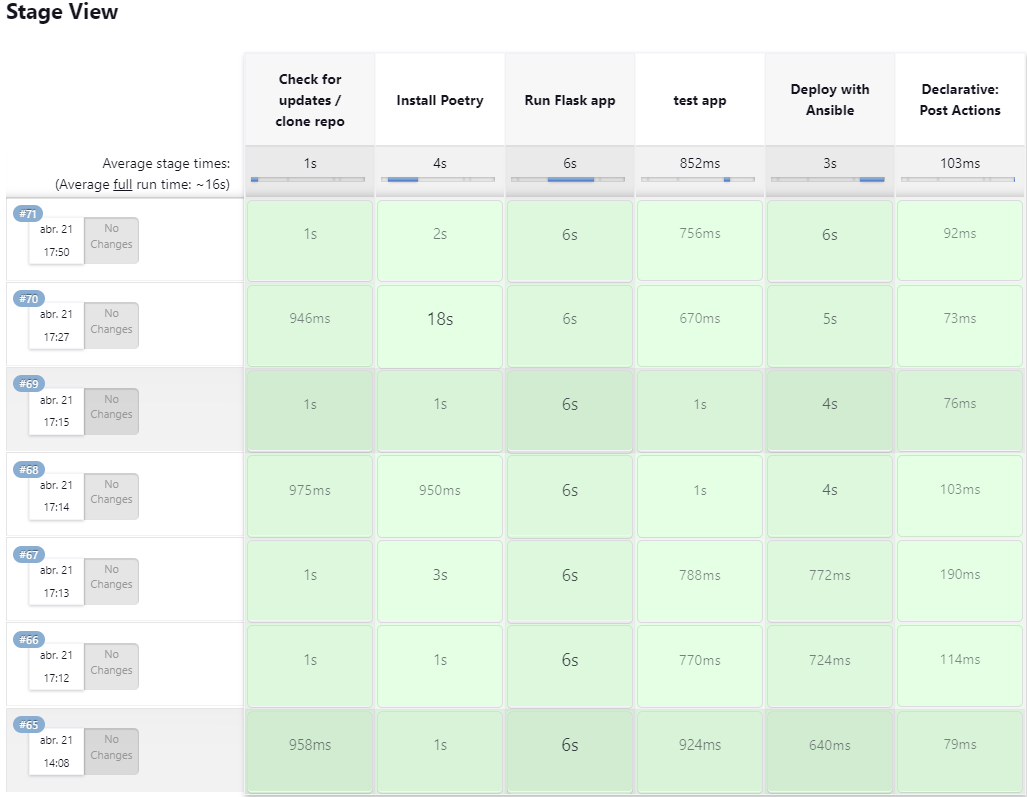 Stage View
Check for
updates /
clone repo
Install Poetry
Run Flask app
test app
Deploy with
Ansible
Declarative:
Post Actions
Average stage times:
(Average full run time: ~16s)
1s
4s
6s
852ms
3s
103ms
#71
abr. 21
17:50
No
Changes
1s
2s
6s
756ms
6s
92ms
#70
abr. 21
17:27
No
Changes
946ms
18s
6s
670ms
5s
73ms
#69
abr. 21
17:15
No
Changes
1s
1s
6s
1s
4s
76ms
#68
abr. 21
17:14
No
Changes
975ms
950ms
6s
1s
4s
103ms
#67
abr. 21
17:13
No
Changes
1s
3s
6s
788ms
772ms
190ms
#66
abr. 21
17:12
No
Changes
1s
1s
6s
770ms
724ms
114ms
#65
abr. 21
14:08
No
Changes
958ms
1s
6s
924ms
640ms
79ms